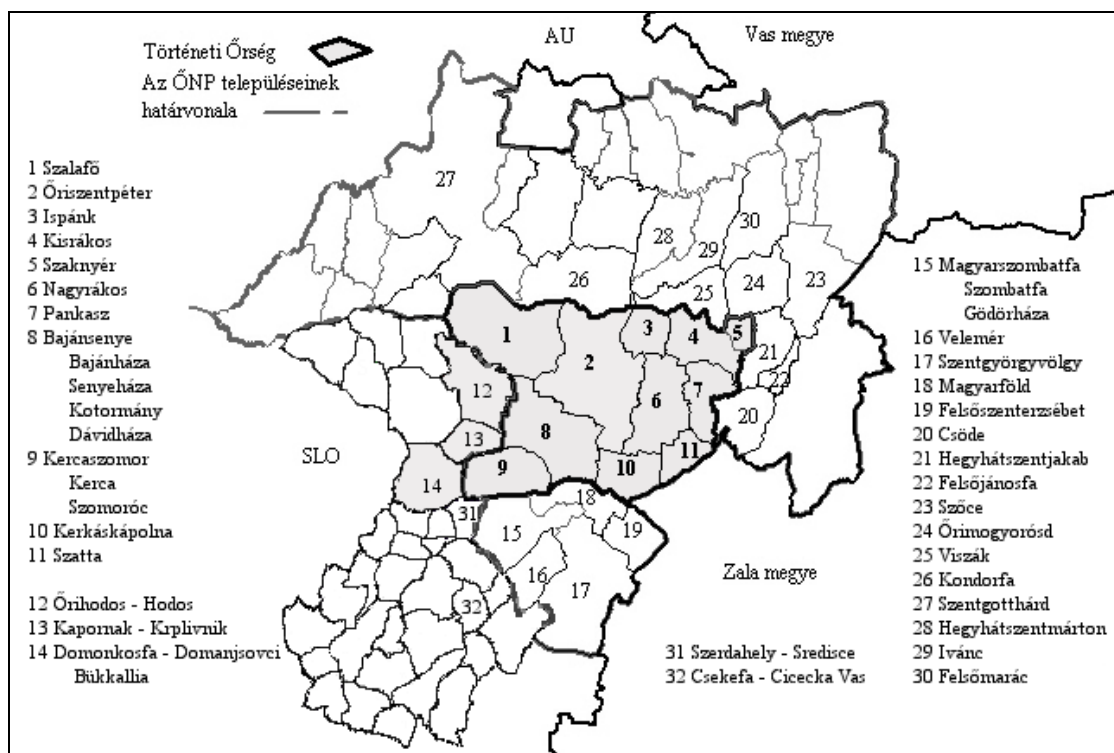 Történeti Őrség
Az ŐNP településeinek
határvonala
AU
Vas megye
1 Szalafő
2 Őriszentpéter
3 Ispánk
4 Kisrákos
5 Szaknyér
6 Nagyrákos
7 Pankasz
8 Bajánsenye
Bajánháza
Senyeháza
Kotormány
Dávidháza
9 Kercaszomor
Kerca
Szomoróc
10 Kerkáskápolna
11 Szatta
12 Őrihodos - Hodos
13 Kapornak - Krplivnik
14 Domonkosfa - Domanjsovci
Bükkallia
27
28
29
30
26
25
24
23
1
2
3
4
5
21
22
20
12
6
7
13
8
SLO
9
10
11
14
31
18
15
19
16
17
32
Zala megye
31 Szerdahely - Sredisce
32 Csekefa - Cicecka Vas
15 Magyarszombatfa
Szombatfa
Gödörháza
16 Velemér
17 Szentgyörgyvölgy
18 Magyarföld
19 Felsőszenterzsébet
20 Csöde
21 Hegyhátszentjakab
22 Felsőjánosfa
23 Szőce
24 Őrimogyorósd
25 Viszák
26 Kondorfa
27 Szentgotthárd
28 Hegyhátszentmárton
29 Ivánc
30 Felsőmarác